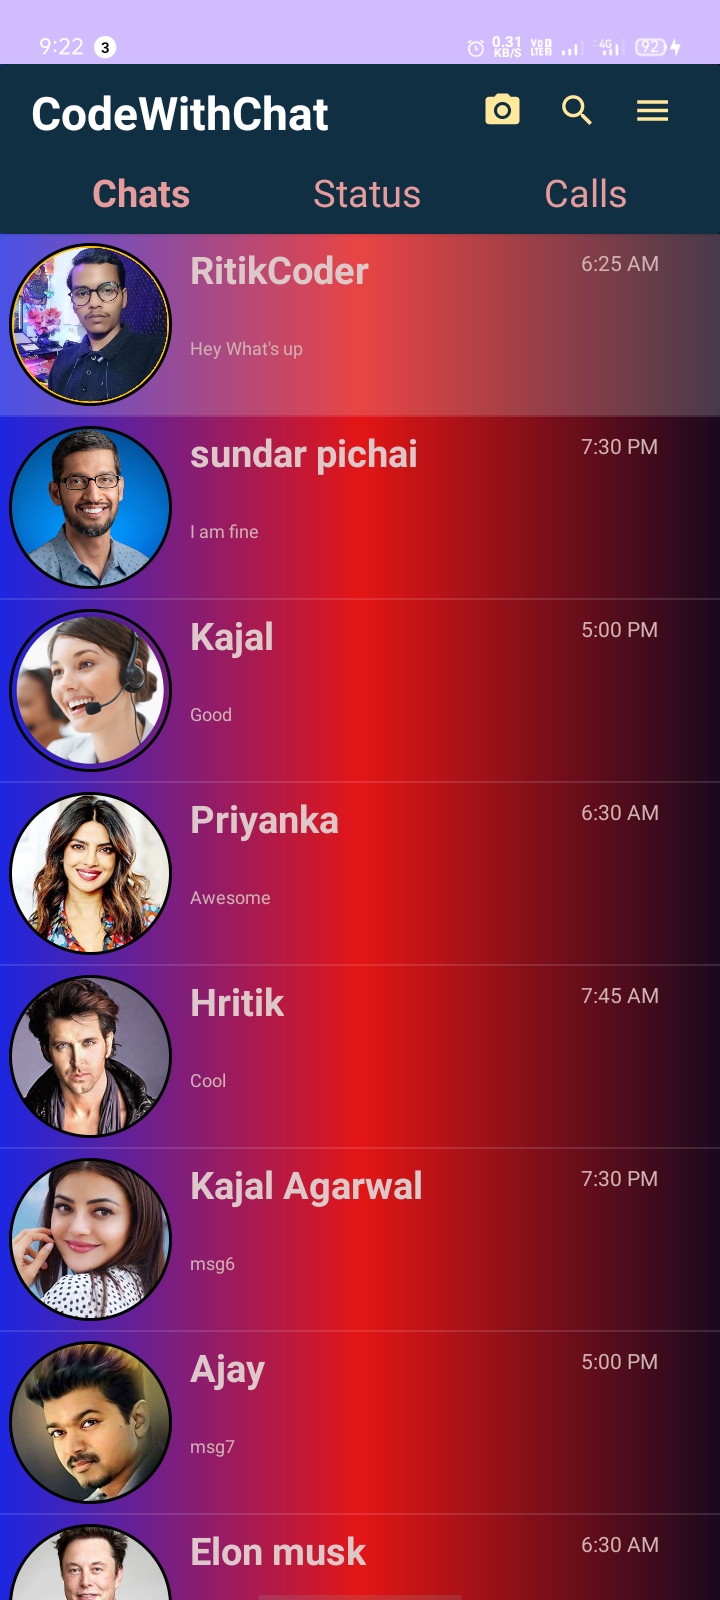 9:22 3 0.31 KB/S Vo LTE 4G 92
CodeWithChat
Chats Status Calls
RitikCoder 6:25 AM
Hey What's up
sundar pichai 7:30 PM
I am fine
Kajal 5:00 PM
Good
Priyanka 6:30 AM
Awesome
Hritik 7:45 AM
Cool
Kajal Agarwal 7:30 PM
msg6
Ajay 5:00 PM
msg7
Elon musk 6:30 AM